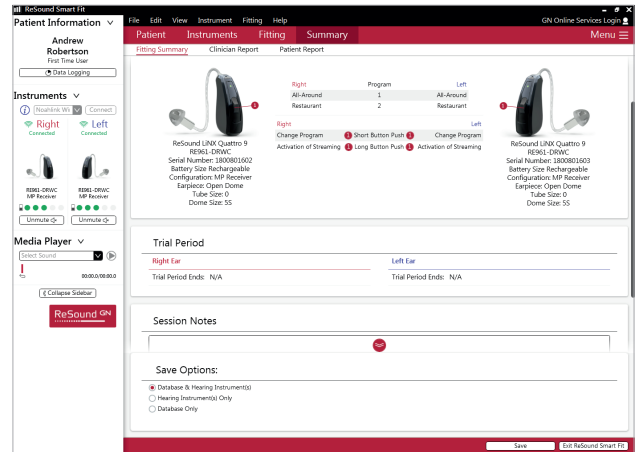 ReSound Smart Fit
Patient Information
Andrew
Robertson
First Time User
Data Logging
Instruments
Noahlink Wi
Connect
Right
Left
Connected
Connected
RE961-DRWC
MP Receiver
RE961-DRWC
MP Receiver
Unmute
Unmute
Media Player
Select Sound
00:00.0/00:00.0
Collapse Sidebar
ReSound GN
File Edit View Instrument Fitting Help
GN Online Services Login
Patient Instruments Fitting Summary
Menu
Fitting Summary Clinician Report Patient Report
1
ReSound LiNX Quattro 9
RE961-DRWC
Serial Number: 1800801602
Battery Size Rechargeable
Configuration: MP Receiver
Earpiece: Open Dome
Tube Size: 0
Dome Size: 5S
Right Program Left
All-Around 1 All-Around
Restaurant 2 Restaurant
Right Left
Change Program 1 Short Button Push 1 Change Program
Activation of Streaming 1 Long Button Push 1 Activation of Streaming
1
ReSound LiNX Quattro 9
RE961-DRWC
Serial Number: 1800801603
Battery Size Rechargeable
Configuration: MP Receiver
Earpiece: Open Dome
Tube Size: 0
Dome Size: 5S
Trial Period
Right Ear Left Ear
Trial Period Ends: N/A Trial Period Ends: N/A
Session Notes
Save Options:
Database & Hearing Instrument(s)
Hearing Instrument(s) Only
Database Only
Save Exit ReSound Smart Fit